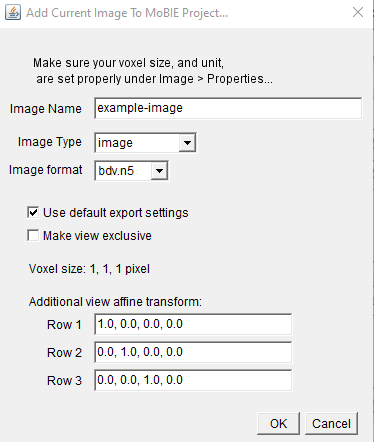 Add Current Image To MoBIE Project...
Make sure your voxel size, and unit,
are set properly under Image > Properties...
Image Name example-image
Image Type image
Image format bdv.n5
Use default export settings
Make view exclusive
Voxel size: 1, 1, 1 pixel
Additional view affine transform:
Row 1 1.0, 0.0, 0.0, 0.0
Row 2 0.0, 1.0, 0.0, 0.0
Row 3 0.0, 0.0, 1.0, 0.0
OK Cancel